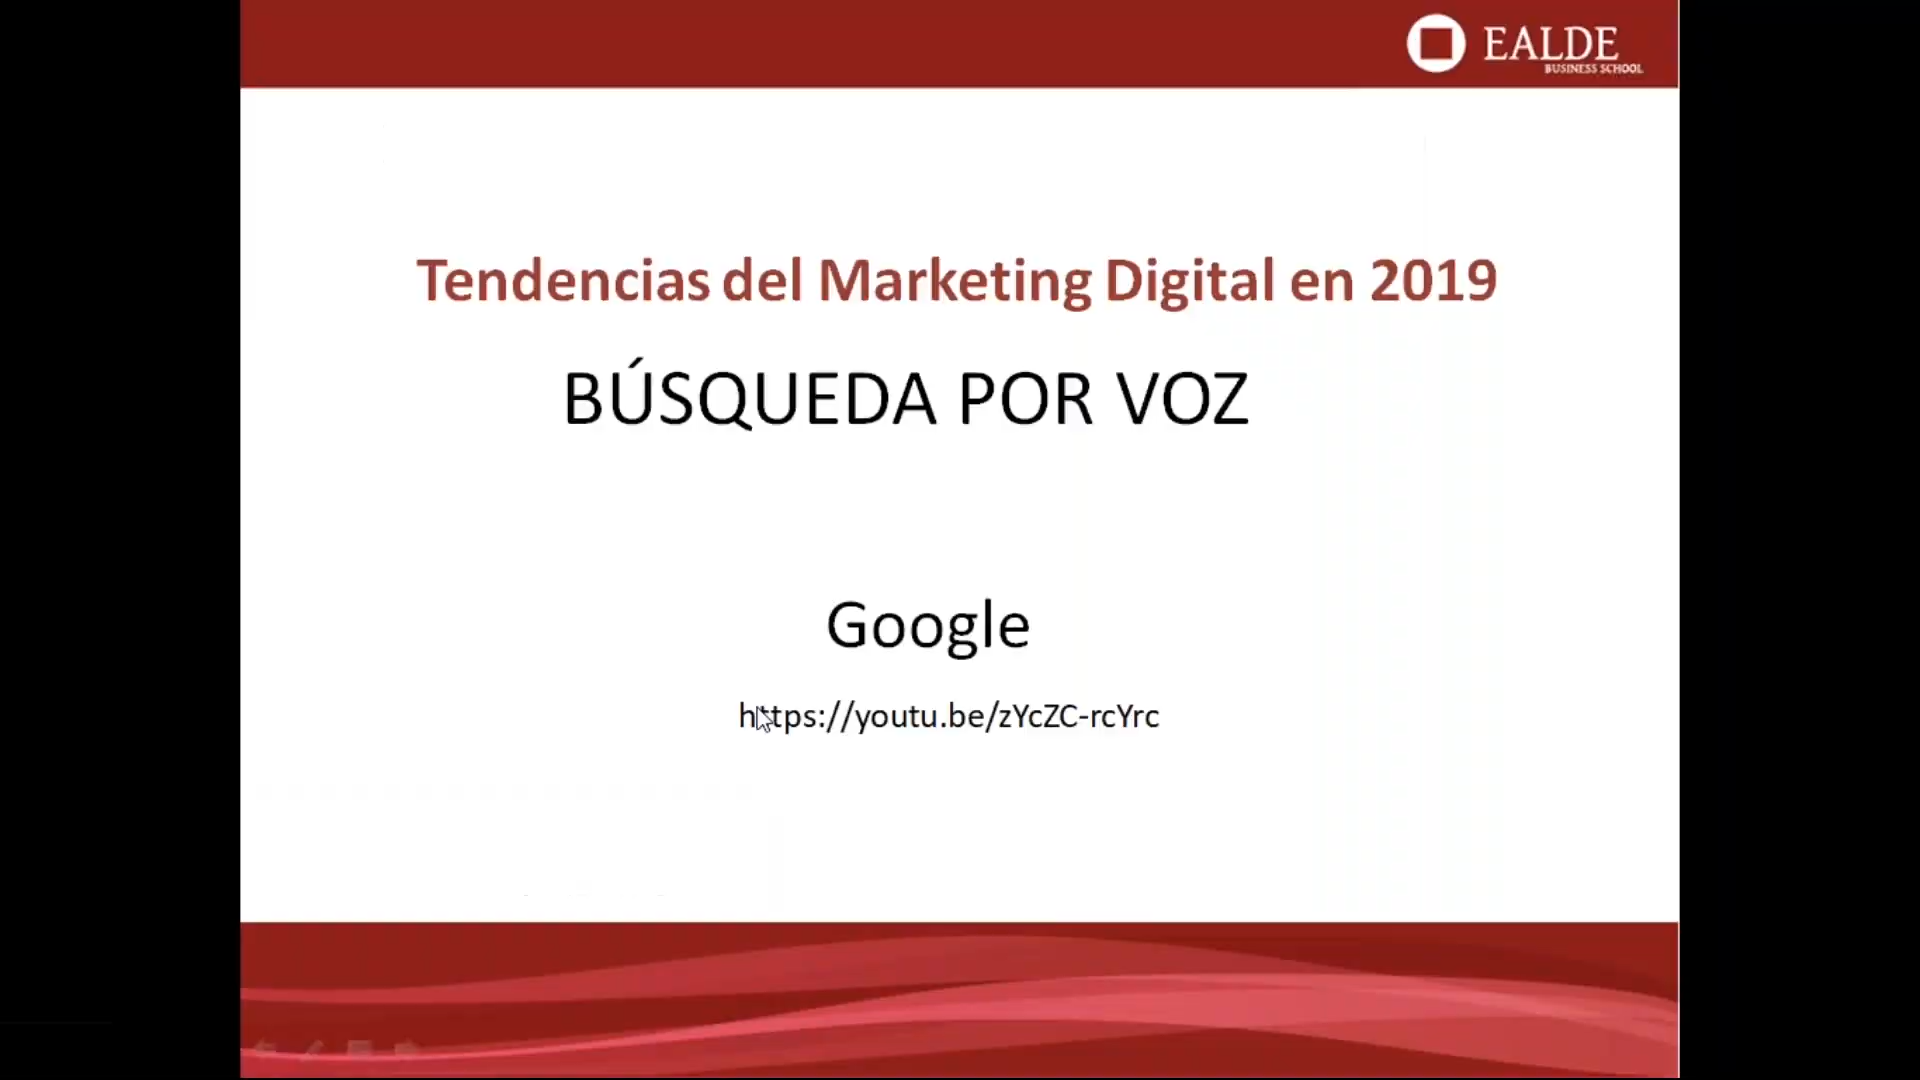 EALDE
BUSINESS SCHOOL
Tendencias del Marketing Digital en 2019
BÚSQUEDA POR VOZ
Google
https://youtu.be/zYcZC-rcYrc